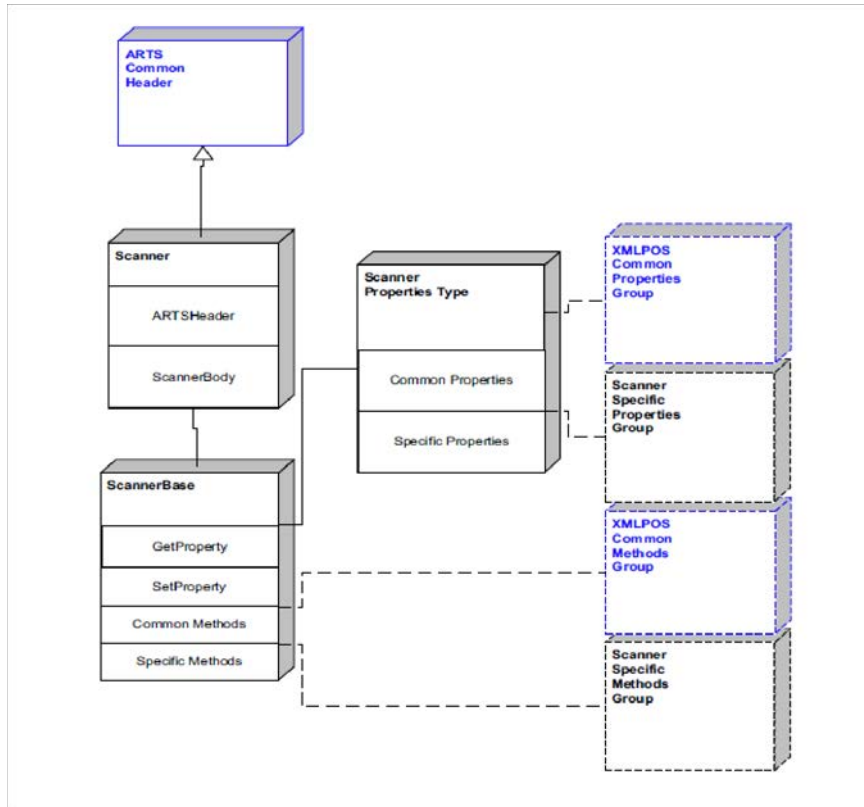 ARTS
Common
Header
Scanner
ARTSHeader
ScannerBody
Scanner
Properties Type
Common Properties
Specific Properties
XMLPOS
Common
Properties
Group
Scanner
Specific
Properties
Group
ScannerBase
GetProperty
SetProperty
Common Methods
Specific Methods
XMLPOS
Common
Methods
Group
Scanner
Specific
Methods
Group